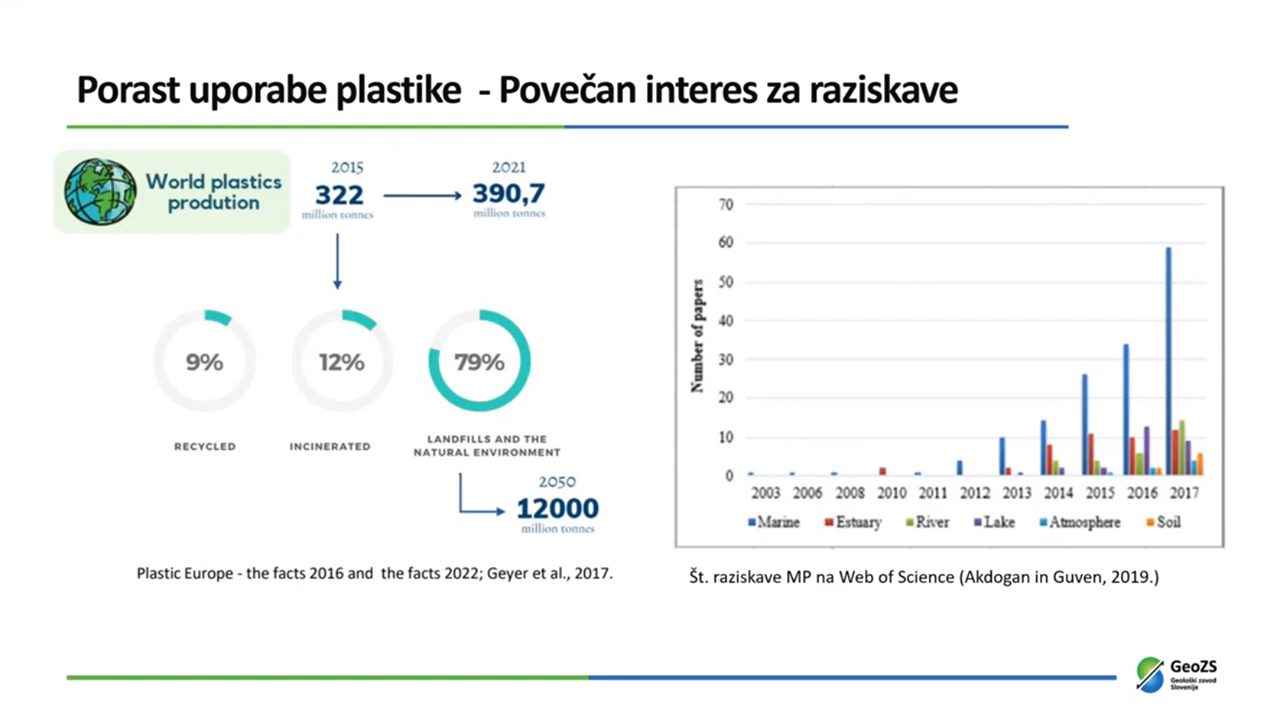 Porast uporabe plastike - Povečan interes za raziskave
World plastics
prodution
2015
322
million tonnes
2021
390,7
million tonnes
9%
RECYCLED
12%
INCINERATED
79%
LANDFILLS AND THE
NATURAL ENVIRONMENT
2050
12000
million tonnes
Plastic Europe - the facts 2016 and the facts 2022; Geyer et al., 2017.
Number of papers
70
60
50
40
30
20
10
0
2003 2006 2008 2010 2011 2012 2013 2014 2015 2016 2017
Marine Estuary River Lake Atmosphere Soil
Št. raziskave MP na Web of Science (Akdogan in Guven, 2019.)
GeoZS
Geološki zavod
Slovenije